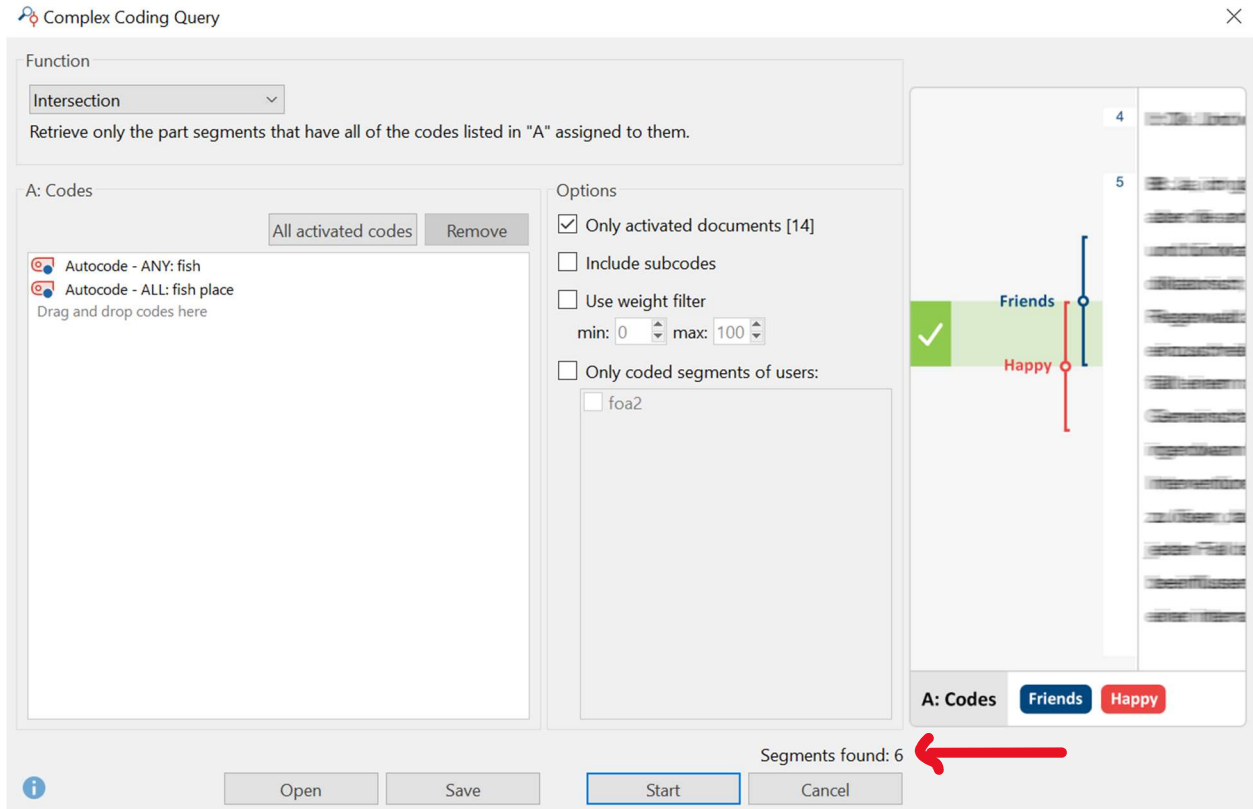 Complex Coding Query
Function
Intersection
Retrieve only the part segments that have all of the codes listed in "A" assigned to them.
A: Codes
All activated codes
Remove
Autocode - ANY: fish
Autocode - ALL: fish place
Drag and drop codes here
Options
Only activated documents [14]
Include subcodes
Use weight filter
min: 0 max: 100
Only coded segments of users:
foa2
4
5
Friends
Happy
A: Codes Friends Happy
Segments found: 6
Open
Save
Start
Cancel